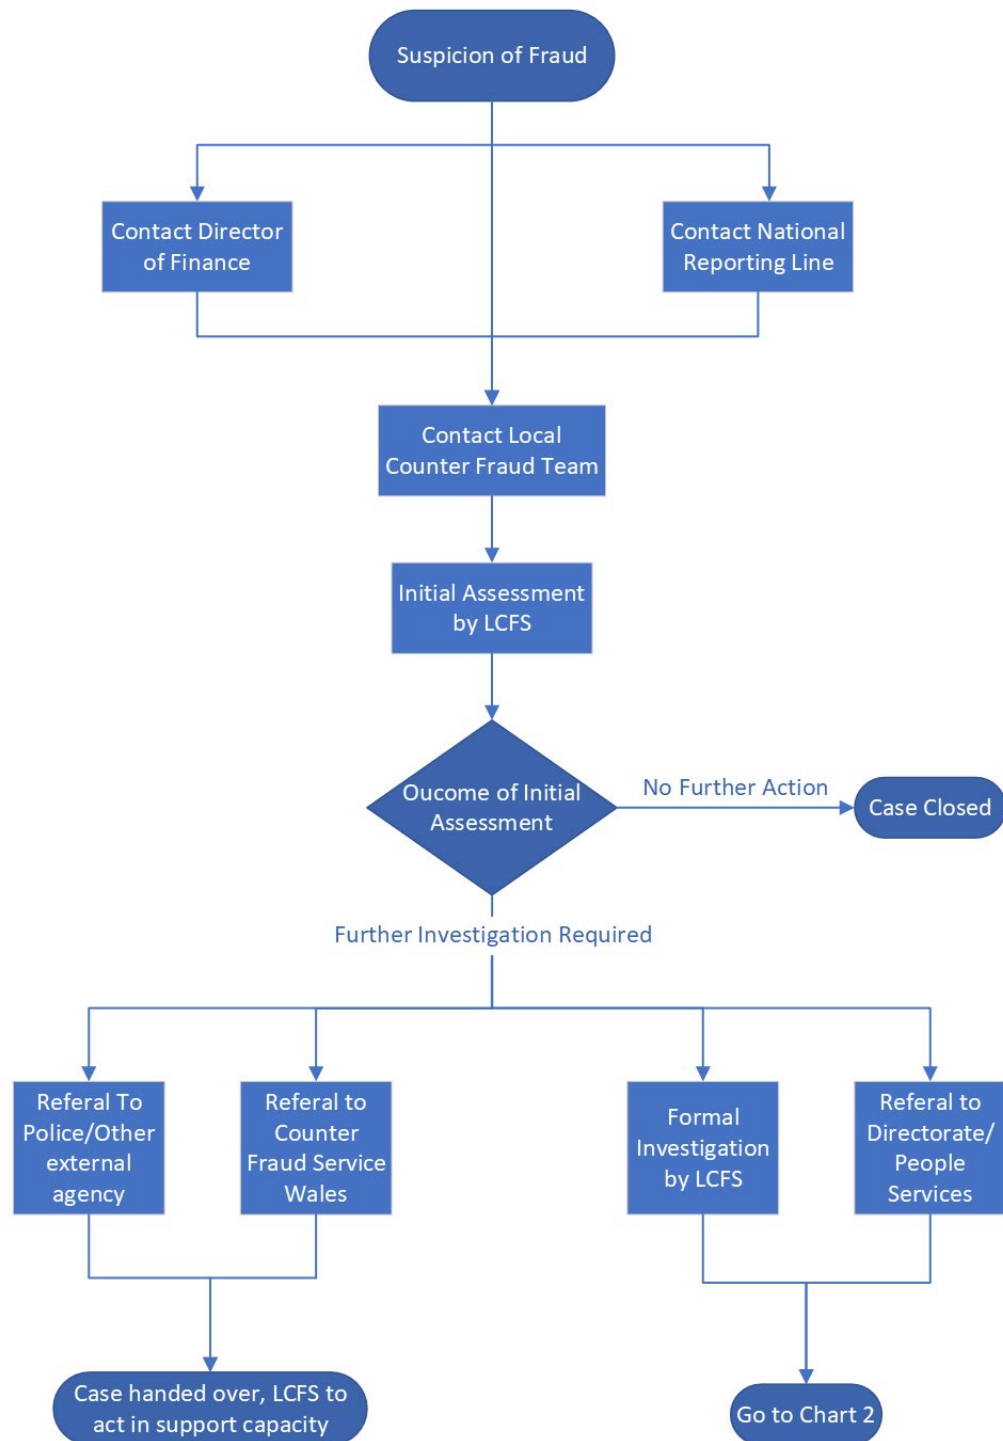 Suspicion of Fraud
Contact Director
of Finance
Contact National
Reporting Line
Contact Local
Counter Fraud Team
Initial Assessment
by LCFS
Oucome of Initial
Assessment
No Further Action
Case Closed
Further Investigation Required
Referal To
Police/Other
external
agency
Referal to
Counter
Fraud Service
Wales
Formal
Investigation
by LCFS
Referal to
Directorate/
People
Services
Case handed over, LCFS to
act in support capacity
Go to Chart 2